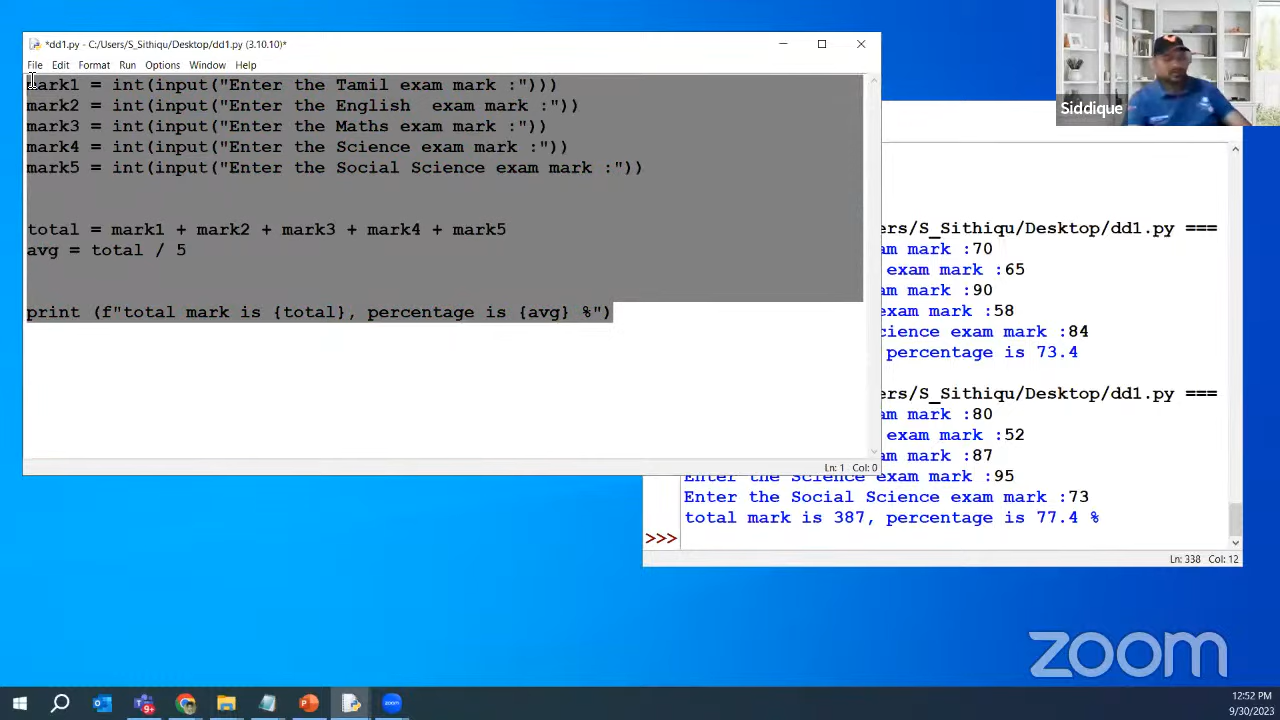 *dd1.py - C:/Users/S_Sithiqu/Desktop/dd1.py (3.10.10)*
File Edit Format Run Options Window Help
mark1 = int(input("Enter the Tamil exam mark :")))
mark2 = int(input("Enter the English  exam mark :"))
mark3 = int(input("Enter the Maths exam mark :"))
mark4 = int(input("Enter the Science exam mark :"))
mark5 = int(input("Enter the Social Science exam mark :"))
total = mark1 + mark2 + mark3 + mark4 + mark5
avg = total / 5
print (f"total mark is {total}, percentage is {avg} %")
Ln: 1 Col: 0
Siddique
ers/S_Sithiqu/Desktop/dd1.py ===
am mark :70
exam mark :65
am mark :90
exam mark :58
cience exam mark :84
percentage is 73.4
ers/S_Sithiqu/Desktop/dd1.py ===
am mark :80
exam mark :52
am mark :87
Enter the Science exam mark :95
Enter the Social Science exam mark :73
total mark is 387, percentage is 77.4 %
>>>
Ln: 338 Col: 12
zoom
12:52 PM
9/30/2023